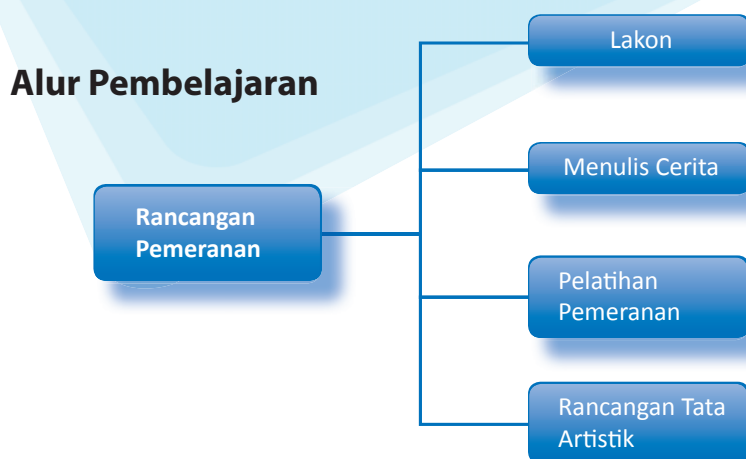 Alur Pembelajaran
Rancangan
Pemeranan
Lakon
Menulis Cerita
Pelatihan
Pemeranan
Rancangan Tata
Artistik